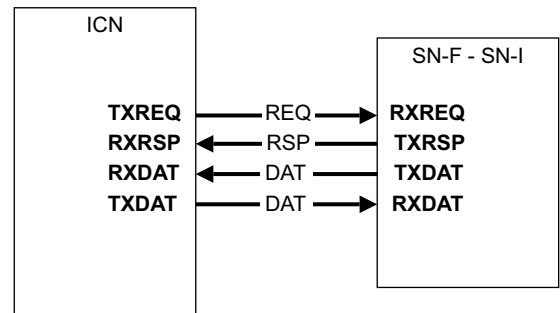 ICN
SN-F - SN-I
TXREQ REQ RXREQ
RXRSP RSP TXRSP
RXDAT DAT TXDAT
TXDAT DAT RXDAT